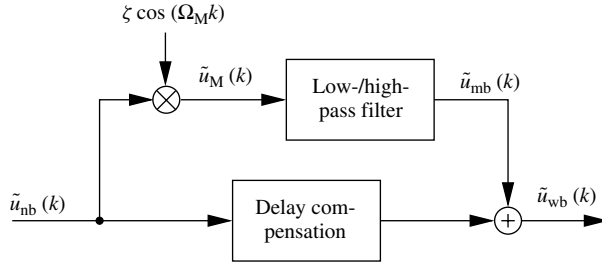 ζ cos (Ω_M k)
ũ_M (k)
Low-/high-
pass filter
ũ_mb (k)
ũ_nb (k)
Delay com-
pensation
ũ_wb (k)